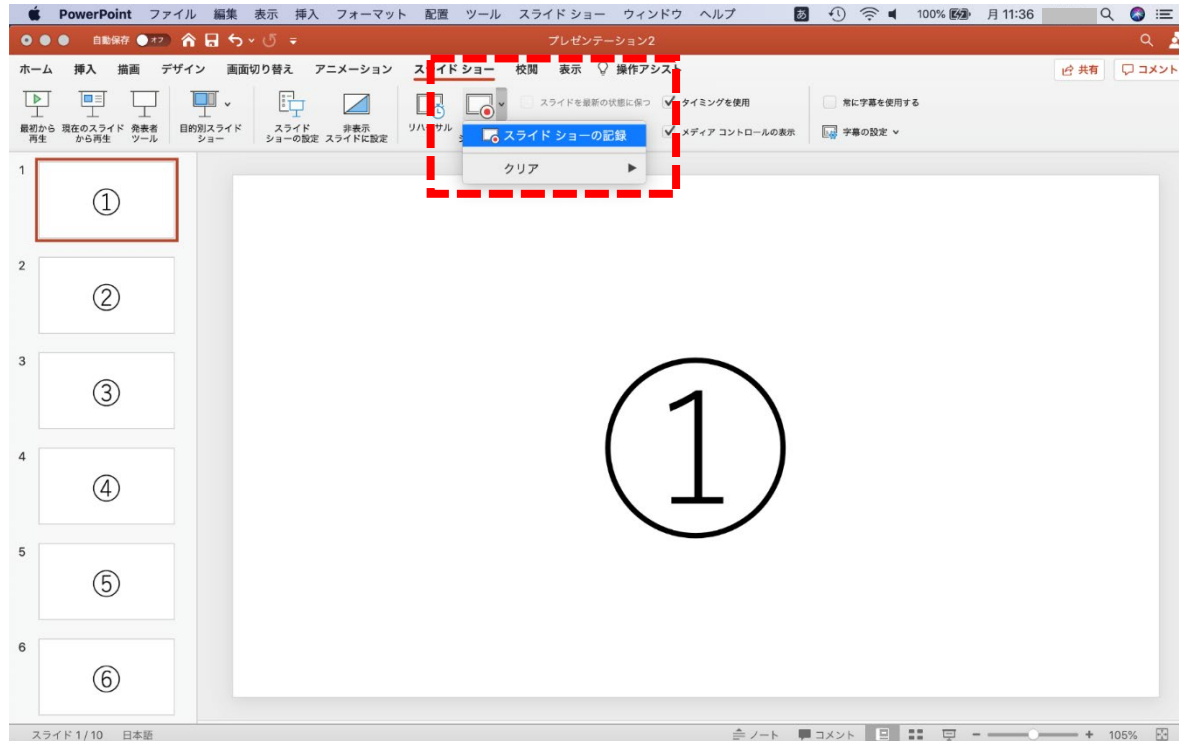 PowerPoint ファイル 編集 表示 挿入 フォーマット 配置 ツール スライド ショー ウィンドウ ヘルプ あ 100% 月 11:36
自動保存 オフ プレゼンテーション2
ホーム 挿入 描画 デザイン 画面切り替え アニメーション スライド ショー 校閲 表示 操作アシスト 共有 コメント
最初から 再生
現在のスライド から再生
発表者 ツール
目的別スライド ショー
スライド ショーの設定
非表示 スライドに設定
リハーサル
スライドを最新の状態に保つ
タイミングを使用
メディア コントロールの表示
常に字幕を使用する
字幕の設定
スライド ショーの記録
クリア
1
①
2
②
3
③
4
④
5
⑤
6
⑥
①
スライド 1 / 10 日本語 ノート コメント 105%